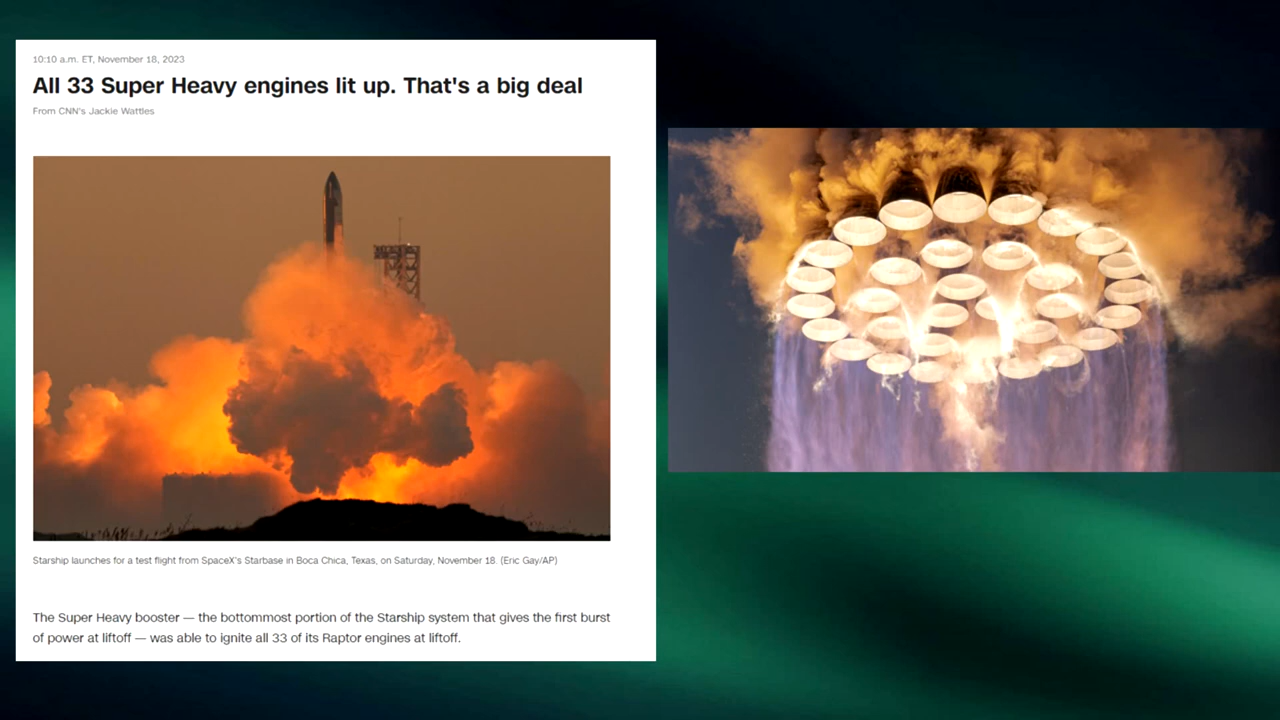 10:10 a.m. ET, November 18, 2023
All 33 Super Heavy engines lit up. That's a big deal
From CNN's Jackie Wattles
Starship launches for a test flight from SpaceX's Starbase in Boca Chica, Texas, on Saturday, November 18. (Eric Gay/AP)
The Super Heavy booster — the bottommost portion of the Starship system that gives the first burst
of power at liftoff — was able to ignite all 33 of its Raptor engines at liftoff.